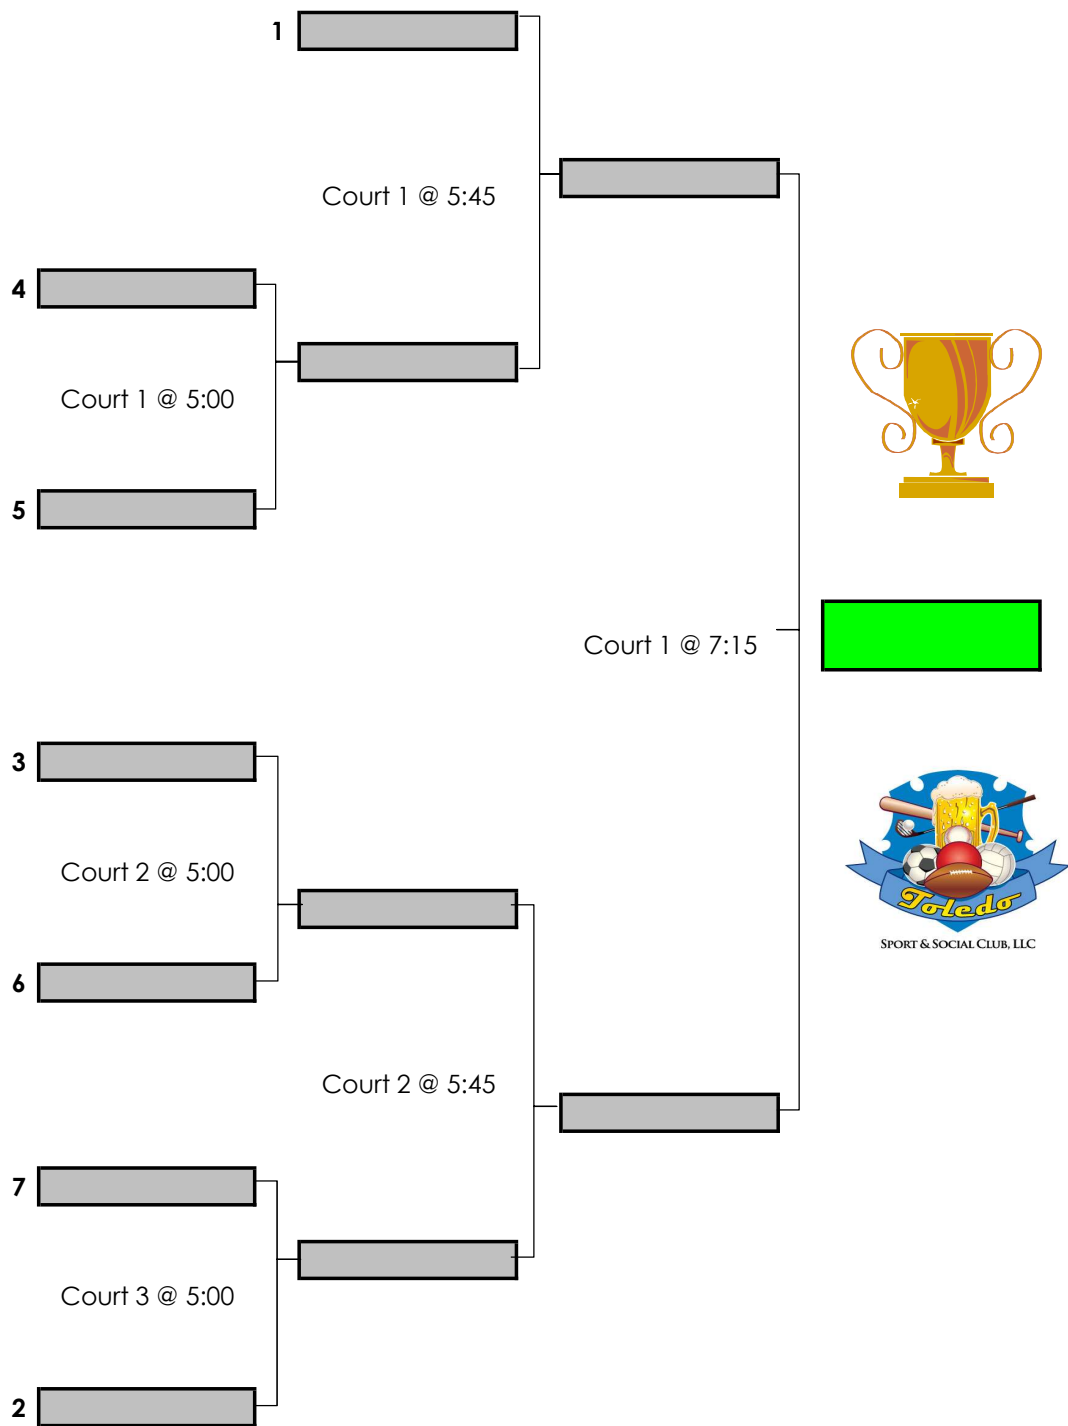 1
Court 1 @ 5:45
4
Court 1 @ 5:00
5
Court 1 @ 7:15
3
Court 2 @ 5:00
Toledo
SPORT & SOCIAL CLUB, LLC
6
Court 2 @ 5:45
7
Court 3 @ 5:00
2